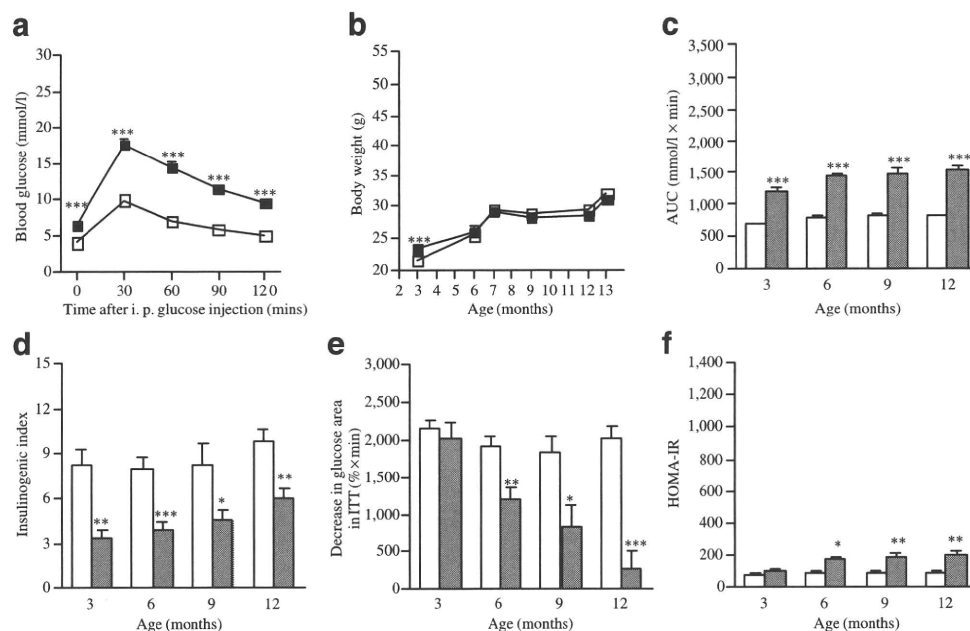 a
Blood glucose (mmol/l)
30
25
20
15
10
5
0
***
***
***
***
***
0 30 60 90 120
Time after i. p. glucose injection (mins)
b
Body weight (g)
55
50
45
40
35
30
25
20
***
2 3 4 5 6 7 8 9 10 11 12 13
Age (months)
c
AUC (mmol/l × min)
3,500
3,000
2,500
2,000
1,500
1,000
500
0
***
***
***
***
3 6 9 12
Age (months)
d
Insulinogenic index
15
12
9
6
3
0
**
***
*
**
3 6 9 12
Age (months)
e
Decrease in glucose area
in ITT (% × min)
3,000
2,500
2,000
1,500
1,000
500
0
**
*
***
3 6 9 12
Age (months)
f
HOMA-IR
1,400
1,200
1,000
800
600
400
200
0
*
**
**
3 6 9 12
Age (months)